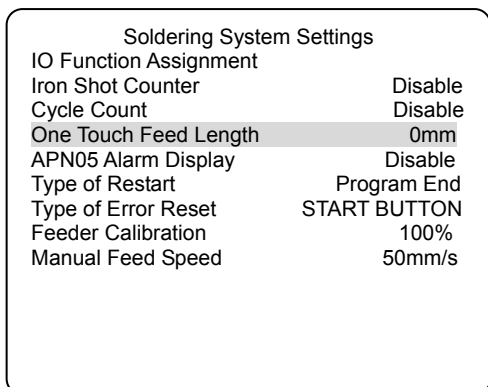 Soldering System Settings
IO Function Assignment
Iron Shot Counter Disable
Cycle Count Disable
One Touch Feed Length 0mm
APN05 Alarm Display Disable
Type of Restart Program End
Type of Error Reset START BUTTON
Feeder Calibration 100%
Manual Feed Speed 50mm/s